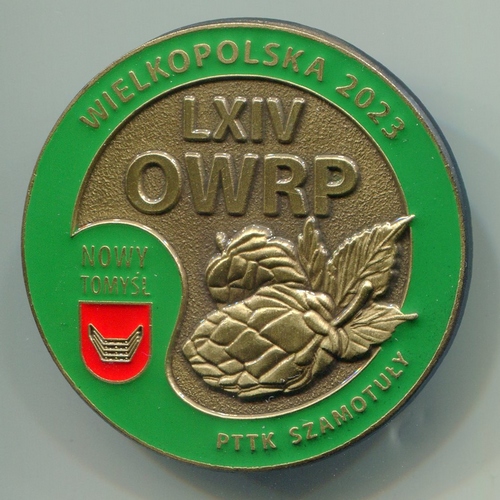 WIELKOPOLSKA 2023
LXIV
OWRP
NOWY
TOMYŚL
PTTK SZAMOTUŁY